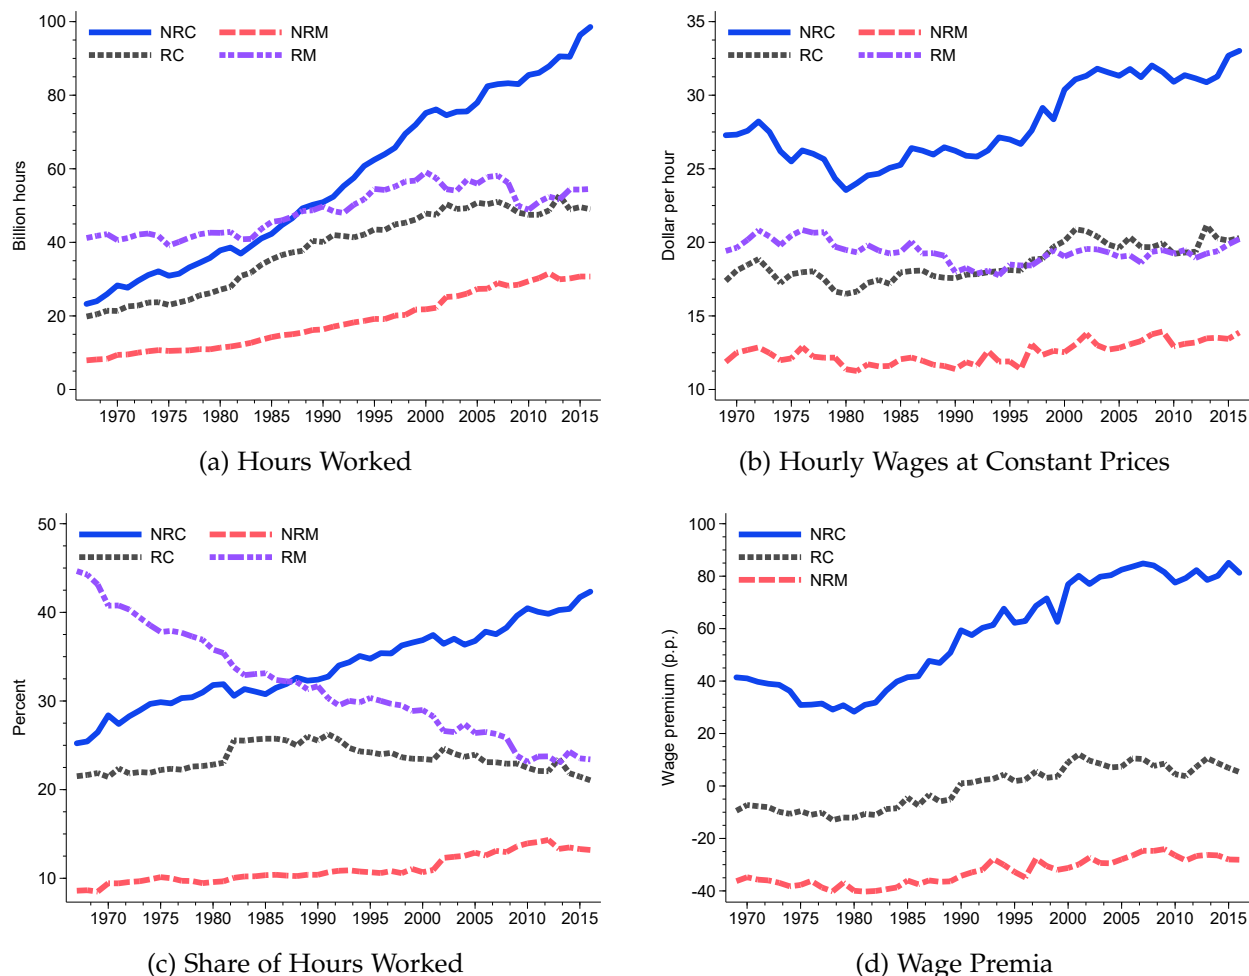 NRC NRM
RC RM
Billion hours
100
80
60
40
20
0
1970 1975 1980 1985 1990 1995 2000 2005 2010 2015
(a) Hours Worked
NRC NRM
RC RM
Dollar per hour
35
30
25
20
15
10
1970 1975 1980 1985 1990 1995 2000 2005 2010 2015
(b) Hourly Wages at Constant Prices
NRC NRM
RC RM
Percent
50
40
30
20
10
1970 1975 1980 1985 1990 1995 2000 2005 2010 2015
(c) Share of Hours Worked
NRC
RC
NRM
Wage premium (p.p.)
100
80
60
40
20
0
-20
-40
1970 1975 1980 1985 1990 1995 2000 2005 2010 2015
(d) Wage Premia